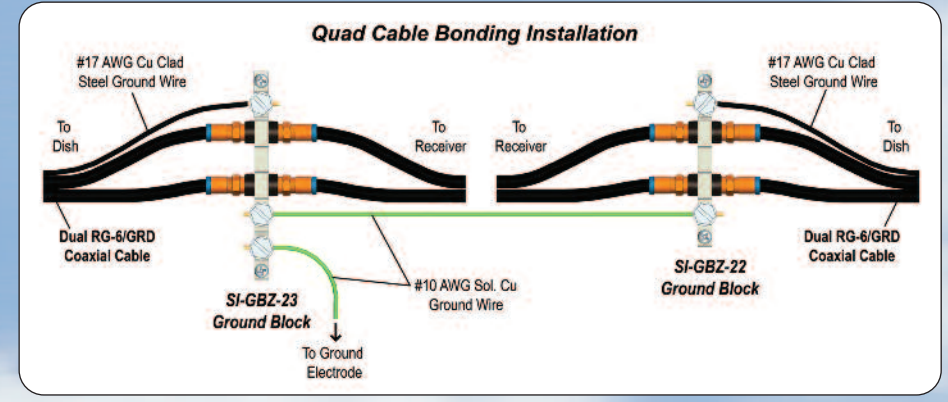 Quad Cable Bonding Installation
#17 AWG Cu Clad
Steel Ground Wire
#17 AWG Cu Clad
Steel Ground Wire
To
Dish
To
Receiver
To
Receiver
To
Dish
Dual RG-6/GRD
Coaxial Cable
Dual RG-6/GRD
Coaxial Cable
SI-GBZ-22
Ground Block
#10 AWG Sol. Cu
Ground Wire
SI-GBZ-23
Ground Block
To Ground
Electrode